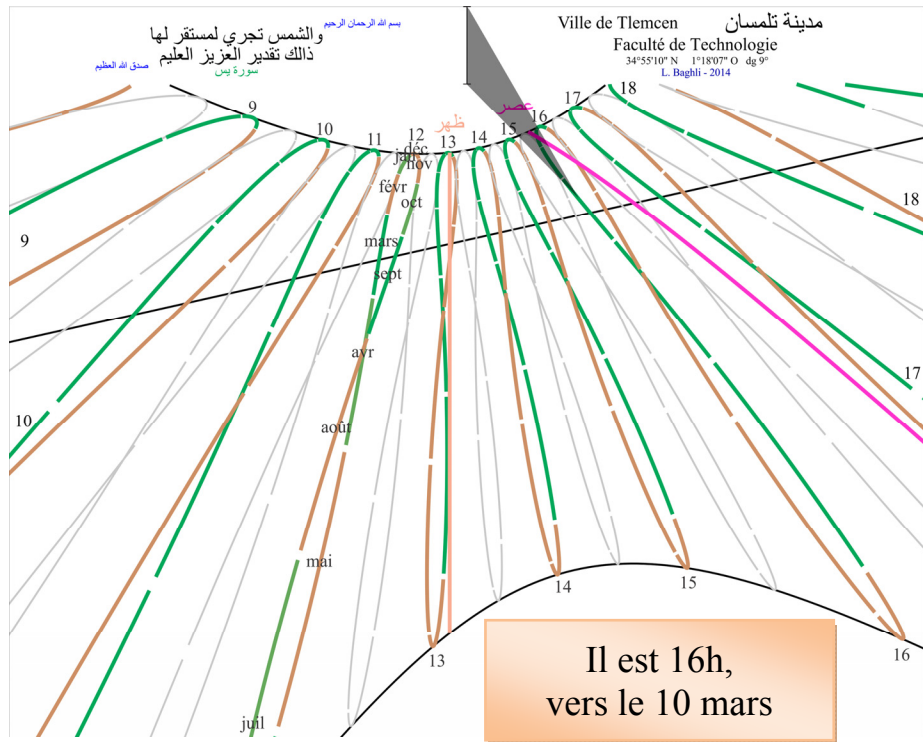 بسم الله الرحمان الرحيم
والشمس تجري لمستقر لها
ذالك تقدير العزيز العليم
صدق الله العظيم
سورة يس
Ville de Tlemcen
مدينة تلمسان
Faculté de Technologie
34°55'10" N 1°18'07" O dg 9°
L. Baghli - 2014
ظهر
عصر
9
10
11
12
13
14
15
16
17
18
déc
jan
nov
févr
oct
mars
sept
avr
août
mai
juil
9
10
18
17
13
14
15
16
Il est 16h,
vers le 10 mars